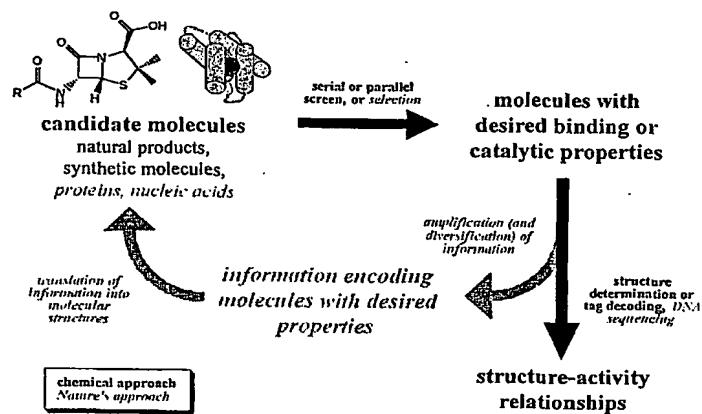 O
OH
O
N
O
R
N
H
H
S
candidate molecules
natural products,
synthetic molecules,
proteins, nucleic acids
serial or parallel
screen, or selection
molecules with
desired binding or
catalytic properties
amplification (and
diversification) of
information
translation of
information into
molecular
structures
information encoding
molecules with desired
properties
structure
determination or
tag decoding, DNA
sequencing
chemical approach
Nature's approach
structure-activity
relationships